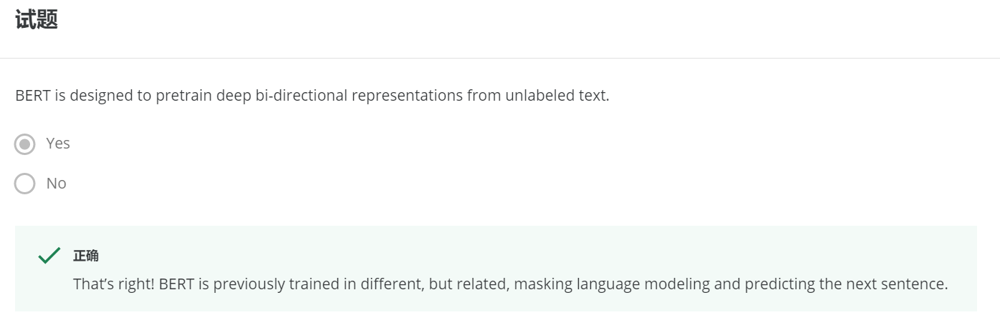 试题
BERT is designed to pretrain deep bi-directional representations from unlabeled text.
Yes
No
正确
That’s right! BERT is previously trained in different, but related, masking language modeling and predicting the next sentence.